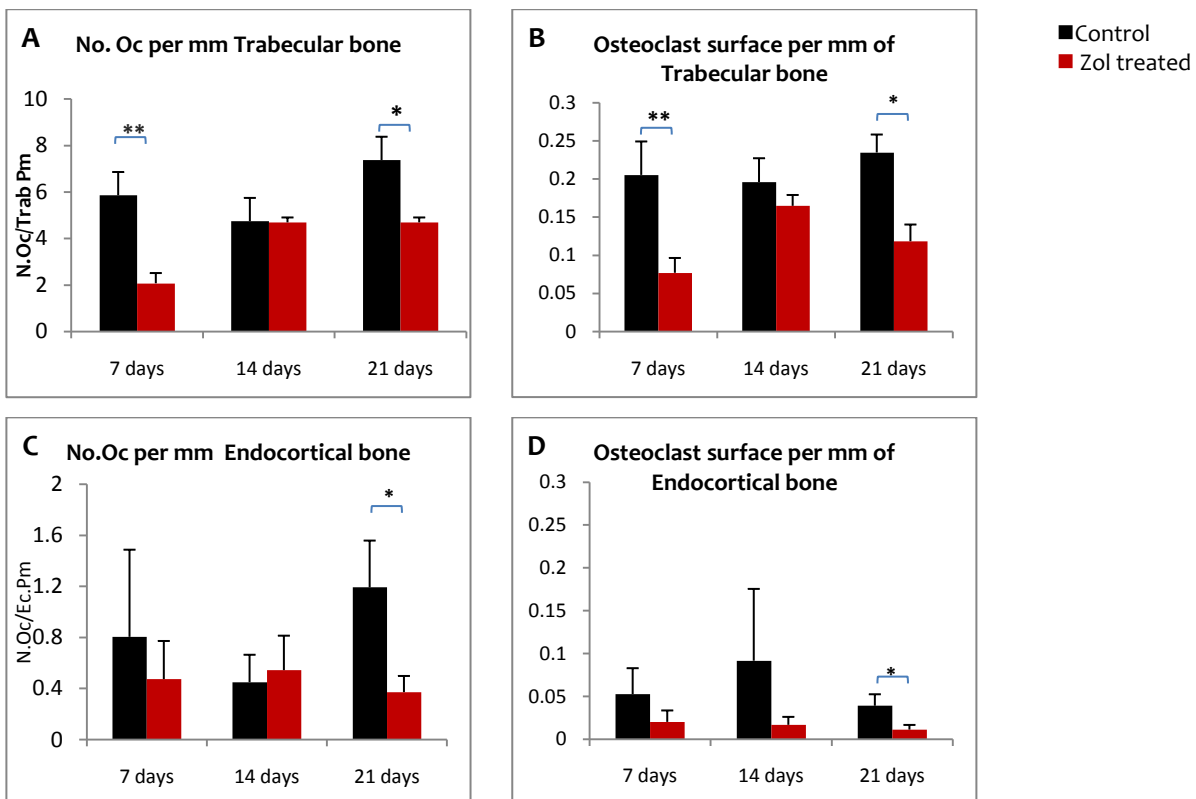 A
No. Oc per mm Trabecular bone
N.Oc/Trab Pm
10
8
6
4
2
0
**
*
7 days
14 days
21 days
B
Osteoclast surface per mm of
Trabecular bone
0.3
0.25
0.2
0.15
0.1
0.05
0
**
*
7 days
14 days
21 days
Control
Zol treated
C
No.Oc per mm Endocortical bone
N.Oc/Ec.Pm
2
1.6
1.2
0.8
0.4
0
*
7 days
14 days
21 days
D
Osteoclast surface per mm of
Endocortical bone
0.3
0.25
0.2
0.15
0.1
0.05
0
*
7 days
14 days
21 days